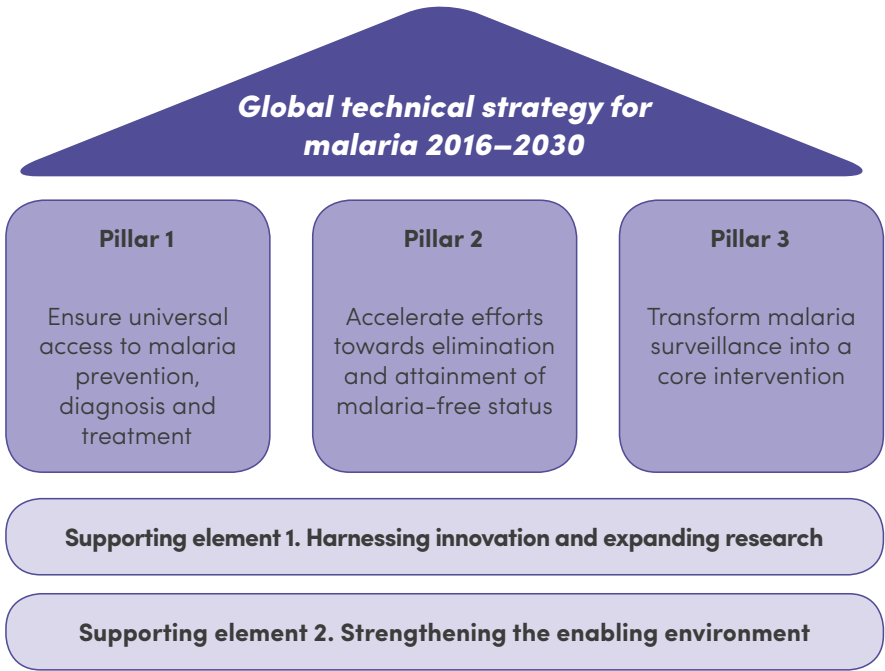 Global technical strategy for
malaria 2016–2030
Pillar 1
Ensure universal
access to malaria
prevention,
diagnosis and
treatment
Pillar 2
Accelerate efforts
towards elimination
and attainment of
malaria-free status
Pillar 3
Transform malaria
surveillance into a
core intervention
Supporting element 1. Harnessing innovation and expanding research
Supporting element 2. Strengthening the enabling environment